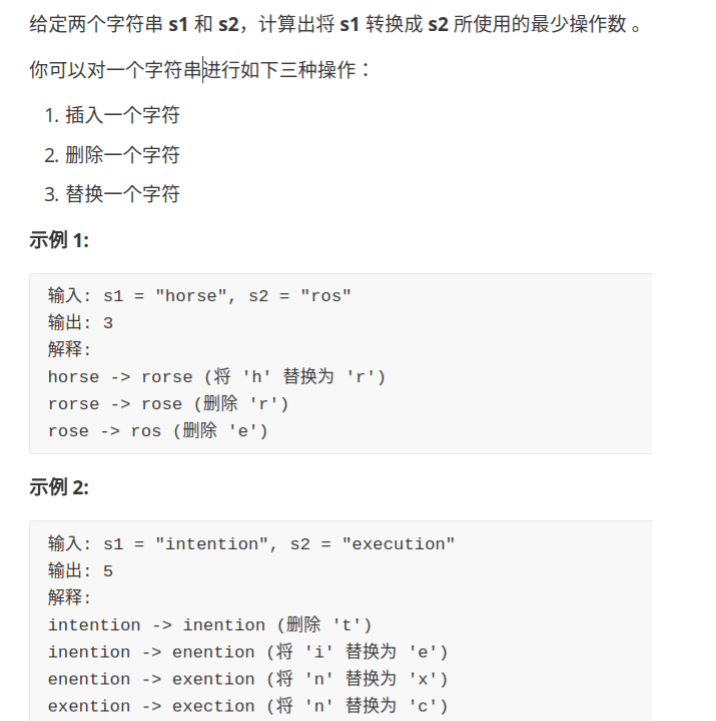 给定两个字符串 s1 和 s2，计算出将 s1 转换成 s2 所使用的最少操作数 。
你可以对一个字符串进行如下三种操作：
1. 插入一个字符
2. 删除一个字符
3. 替换一个字符
示例 1:
输入: s1 = "horse", s2 = "ros"
输出: 3
解释:
horse -> rorse (将 'h' 替换为 'r')
rorse -> rose (删除 'r')
rose -> ros (删除 'e')
示例 2:
输入: s1 = "intention", s2 = "execution"
输出: 5
解释:
intention -> inention (删除 't')
inention -> enention (将 'i' 替换为 'e')
enention -> exention (将 'n' 替换为 'x')
exention -> exection (将 'n' 替换为 'c')